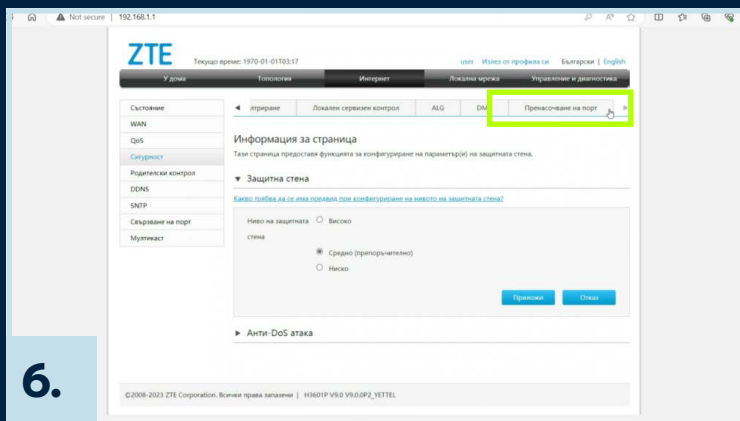 Not secure | 192.168.1.1
ZTE
Текущо време: 1970-01-01T03:17
user Излез от профила си Български | English
У дома Топология Интернет Локална мрежа Управление и диагностика
Състояние
WAN
QoS
Сигурност
Родителски контрол
DDNS
SNTP
Свързване на порт
Мултикаст
лтриране Локален сервизен контрол ALG DM Пренасочване на порт
Информация за страница
Тази страница предоставя функцията за конфигуриране на параметър(и) на защитната стена.
Защитна стена
Какво трябва да се има предвид при конфигуриране на нивото на защитната стена?
Ниво на защитната стена
Високо
Средно (препоръчително)
Ниско
Приложи Отказ
Анти-DoS атака
6.
©2008-2023 ZTE Corporation. Всички права запазени | H3601P V9.0 V9.0.0P2_YETTEL